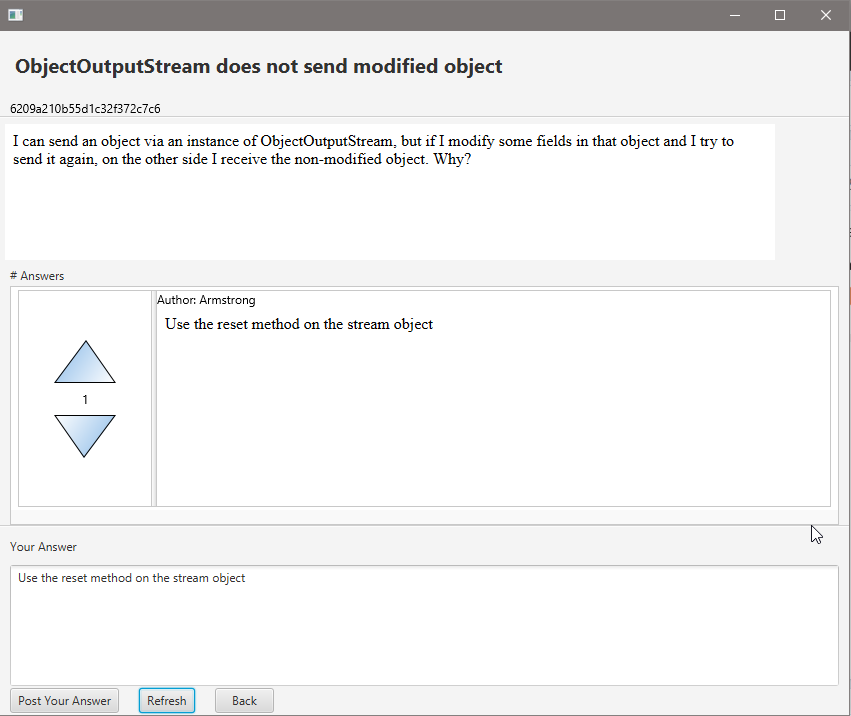 ObjectOutputStream does not send modified object
6209a210b55d1c32f372c7c6
I can send an object via an instance of ObjectOutputStream, but if I modify some fields in that object and I try to
send it again, on the other side I receive the non-modified object. Why?
# Answers
Author: Armstrong
Use the reset method on the stream object
1
Your Answer
Use the reset method on the stream object
Post Your Answer
Refresh
Back